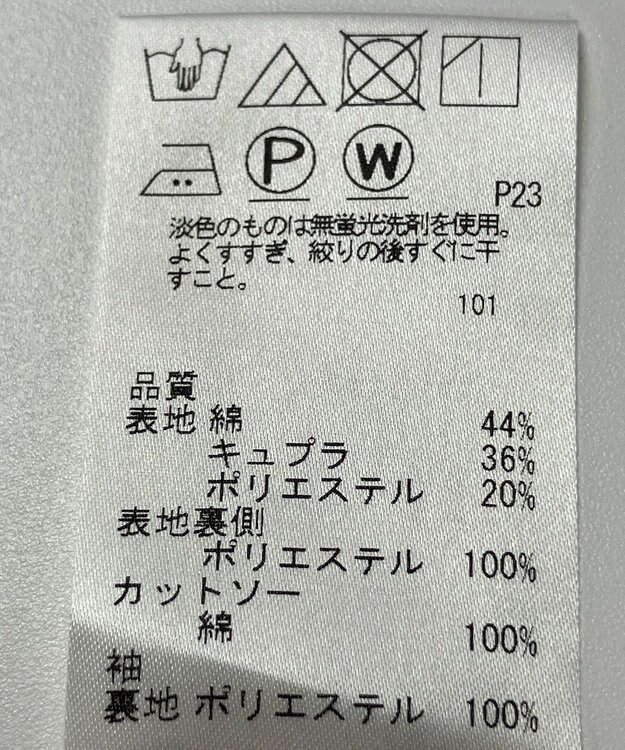 P W
P23
淡色のものは無蛍光洗剤を使用。
よくすすぎ、絞りの後すぐに干
すこと。
101
品質
表地 綿 44%
キュプラ 36%
ポリエステル 20%
表地裏側
ポリエステル 100%
カットソー
綿 100%
袖
裏地 ポリエステル 100%